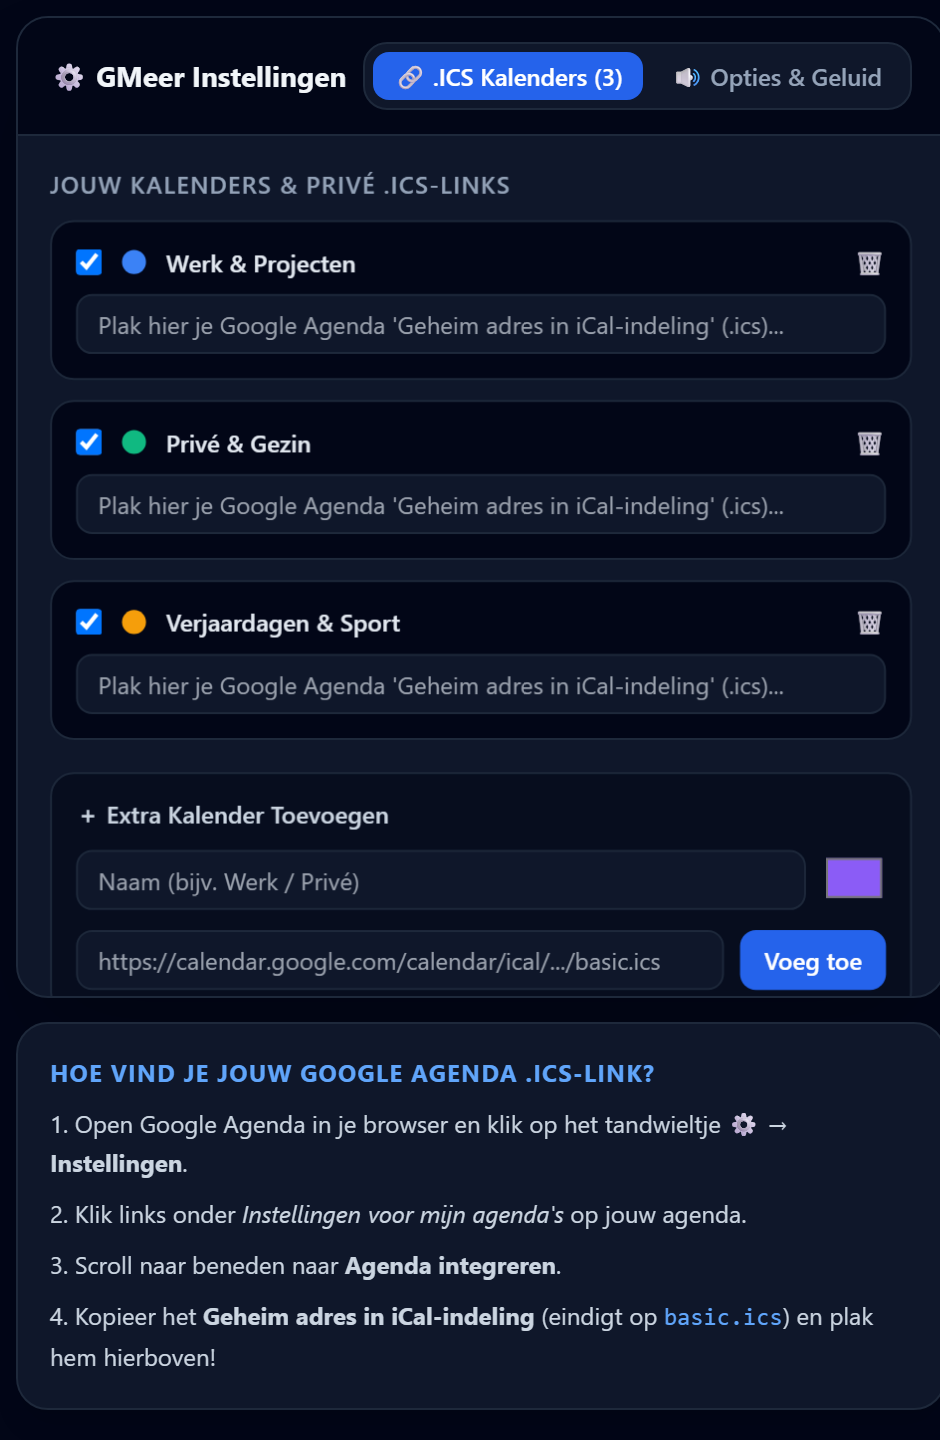 GMeer Instellingen
.ICS Kalenders (3)
Opties & Geluid
JOUW KALENDERS & PRIVÉ .ICS-LINKS
Werk & Projecten
Plak hier je Google Agenda 'Geheim adres in iCal-indeling' (.ics)...
Privé & Gezin
Plak hier je Google Agenda 'Geheim adres in iCal-indeling' (.ics)...
Verjaardagen & Sport
Plak hier je Google Agenda 'Geheim adres in iCal-indeling' (.ics)...
+ Extra Kalender Toevoegen
Naam (bijv. Werk / Privé)
https://calendar.google.com/calendar/ical/.../basic.ics
Voeg toe
HOE VIND JE JOUW GOOGLE AGENDA .ICS-LINK?
1. Open Google Agenda in je browser en klik op het tandwieltje ⚙️ →
Instellingen.
2. Klik links onder Instellingen voor mijn agenda's op jouw agenda.
3. Scroll naar beneden naar Agenda integreren.
4. Kopieer het Geheim adres in iCal-indeling (eindigt op basic.ics) en plak
hem hierboven!